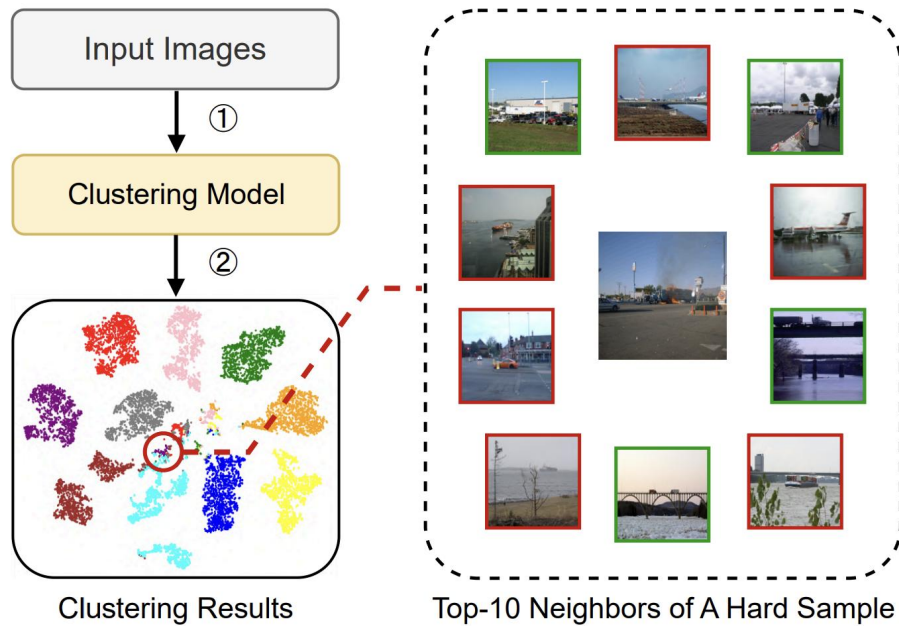 Input Images
①
Clustering Model
②
Clustering Results
Top-10 Neighbors of A Hard Sample